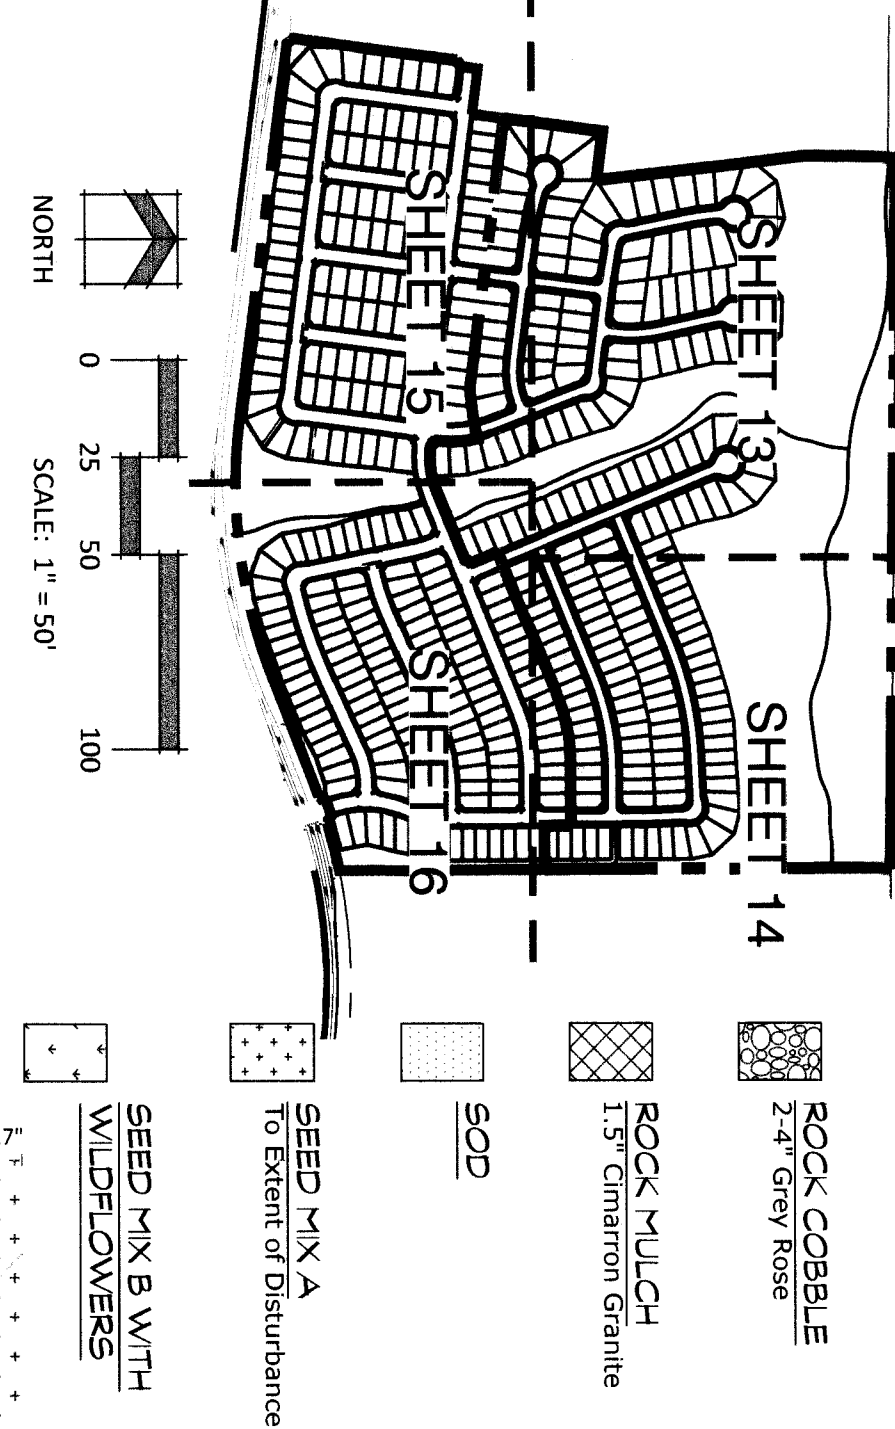 SHEET 13
SHEET 14
SHEET 15
SHEET 16
NORTH
0 25 50 100
SCALE: 1" = 50'
ROCK COBBLE
2-4" Grey Rose
ROCK MULCH
1.5" Cimarron Granite
SOD
SEED MIX A
To Extent of Disturbance
SEED MIX B WITH
WILDFLOWERS
7"